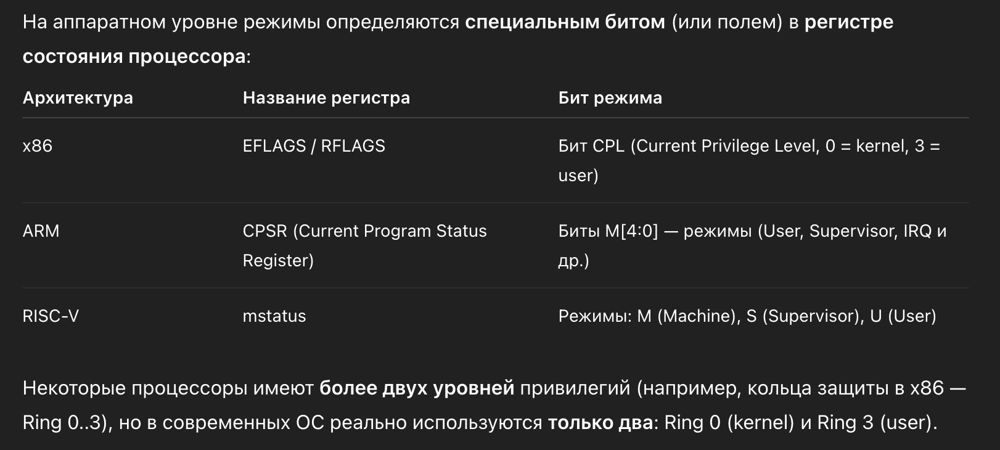 На аппаратном уровне режимы определяются специальным битом (или полем) в регистре
состояния процессора:
Архитектура Название регистра Бит режима
x86 EFLAGS / RFLAGS Бит CPL (Current Privilege Level, 0 = kernel, 3 =
user)
ARM CPSR (Current Program Status Биты M[4:0] — режимы (User, Supervisor, IRQ и
Register) др.)
RISC-V mstatus Режимы: M (Machine), S (Supervisor), U (User)
Некоторые процессоры имеют более двух уровней привилегий (например, кольца защиты в x86 —
Ring 0..3), но в современных ОС реально используются только два: Ring 0 (kernel) и Ring 3 (user).